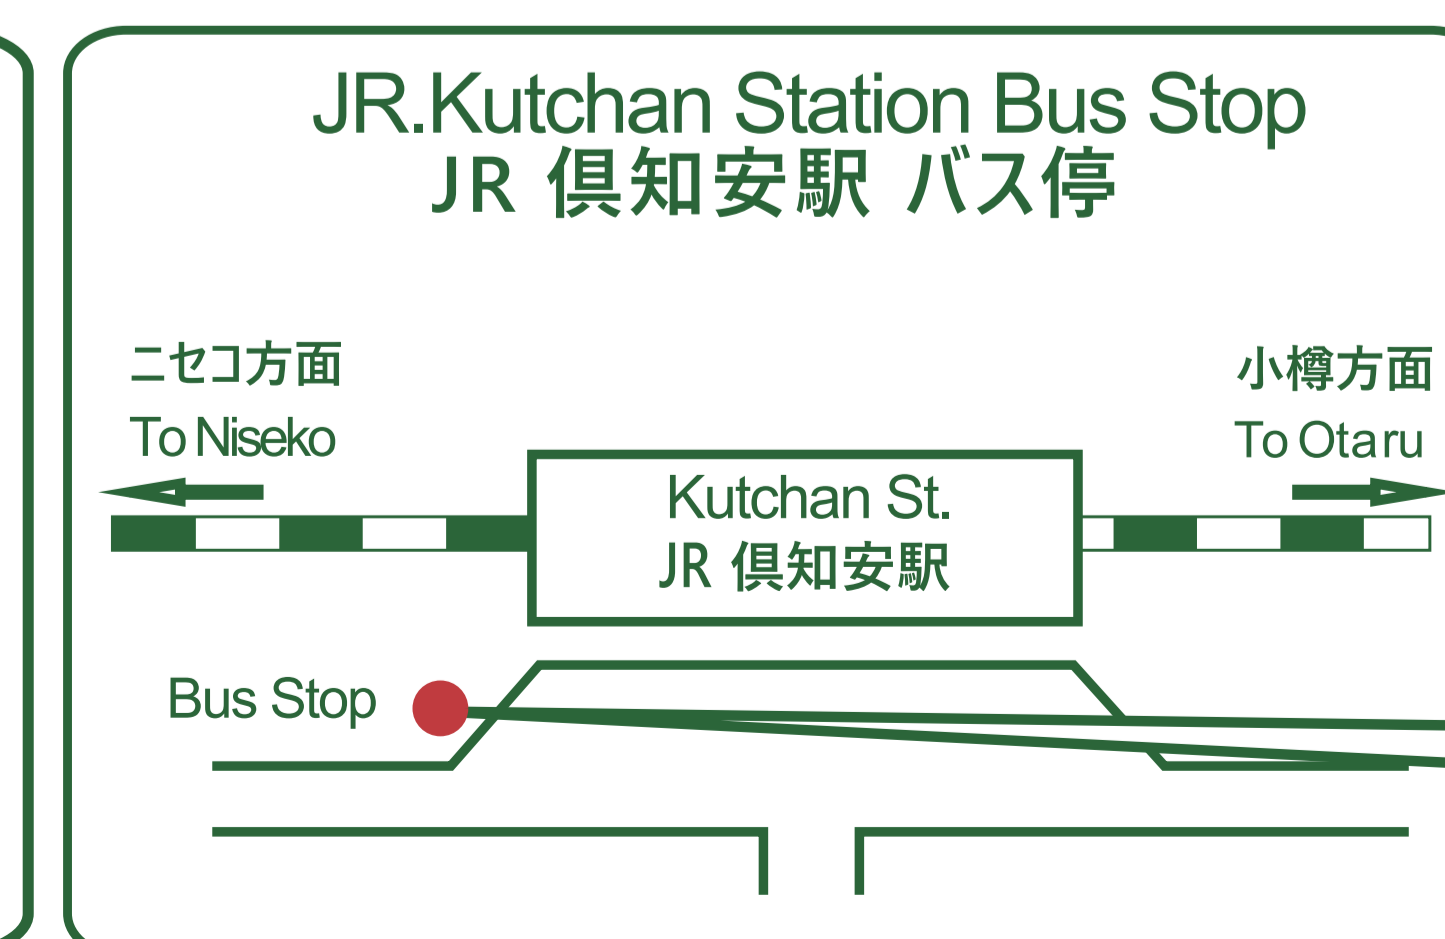 JR.Kutchan Station Bus Stop
JR 倶知安駅 バス停
ニセコ方面
To Niseko
小樽方面
To Otaru
Kutchan St.
JR 倶知安駅
Bus Stop